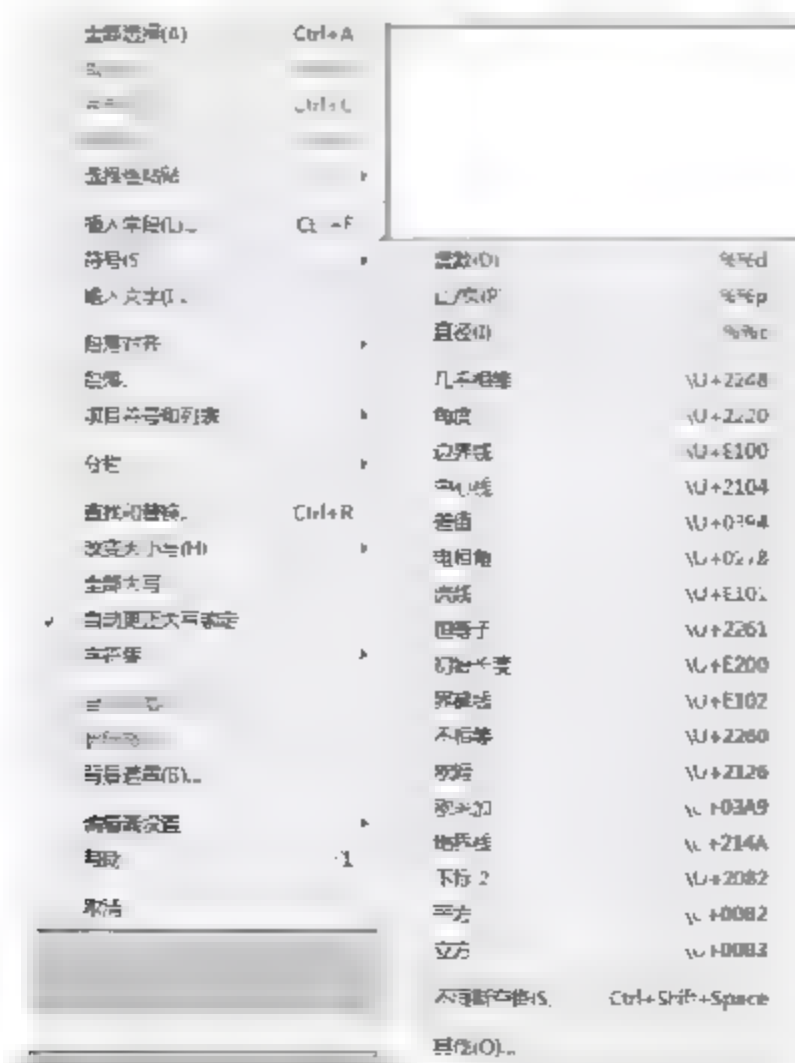 全部选择(A) Ctrl+A
Ctrl+C
选择性粘贴
插入字段(L)...
符号(S
输入文字(I
段落对齐
段落
项目符号和列表
分栏
查找和替换 Ctrl+R
改变大小写(H)
全部大写
自动更正大写锁定
字符集
背景遮罩(B)...
编辑器设置
帮助
取消
度数(D) %%d
正/负(P %%p
直径(I) %%c
几乎相等 \U+2248
角度 \U+2220
边界线 \U+E100
中心线 \U+2104
差值 \U+0394
电相角 \U+0278
流线 \U+E101
恒等于 \U+2261
初始长度 \U+E200
界碑线 \U+E102
不相等 \U+2260
欧姆 \U+2126
欧米加 +03A9
地界线 +214A
下标 2 \U+2082
平方 +00B2
立方 +00B3
不间断空格(S Ctrl+Shift+Space
其他(O)...